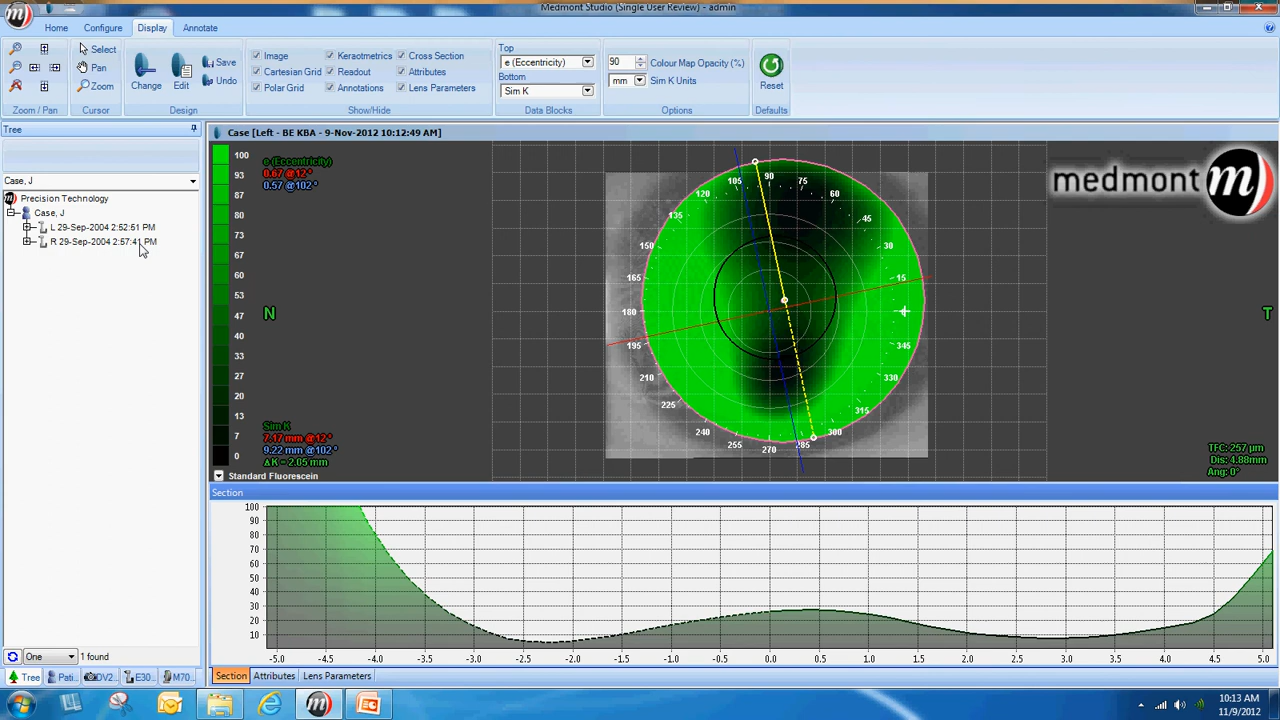 Medmont Studio (Single User Review) - admin
Home
Configure
Display
Annotate
Select
Pan
Zoom
Zoom / Pan
Cursor
Change
Edit
Save
Undo
Design
Image
Keraotmetrics
Cross Section
Cartesian Grid
Readout
Attributes
Polar Grid
Annotations
Lens Parameters
Show/Hide
Top
e (Eccentricity)
Bottom
Sim K
Data Blocks
90
Colour Map Opacity (%)
mm
Sim K Units
Options
Reset
Defaults
Tree
Case, J
Precision Technology
Case, J
L 29-Sep-2004 2:52:51 PM
R 29-Sep-2004 2:57:41 PM
One
1 found
Tree
Pati...
OV2...
E30...
M70...
Case [Left - BE KBA - 9-Nov-2012 10:12:49 AM]
100
93
87
80
73
67
60
53
47
40
33
27
20
13
7
0
e (Eccentricity)
0.67 @12°
0.57 @102°
N
T
medmont m
105
90
75
120
60
135
45
150
30
165
15
180
195
345
210
330
225
315
240
300
255
285
270
Sim K
7.17 mm @12°
9.22 mm @102°
ΔK = 2.05 mm
Standard Fluorescein
TFC: 257 µm
Dis: 4.88mm
Ang: 0°
Section
100
90
80
70
60
50
40
30
20
10
-5.0 -4.5 -4.0 -3.5 -3.0 -2.5 -2.0 -1.5 -1.0 -0.5 0.0 0.5 1.0 1.5 2.0 2.5 3.0 3.5 4.0 4.5 5.0
Section
Attributes
Lens Parameters
10:13 AM
11/9/2012